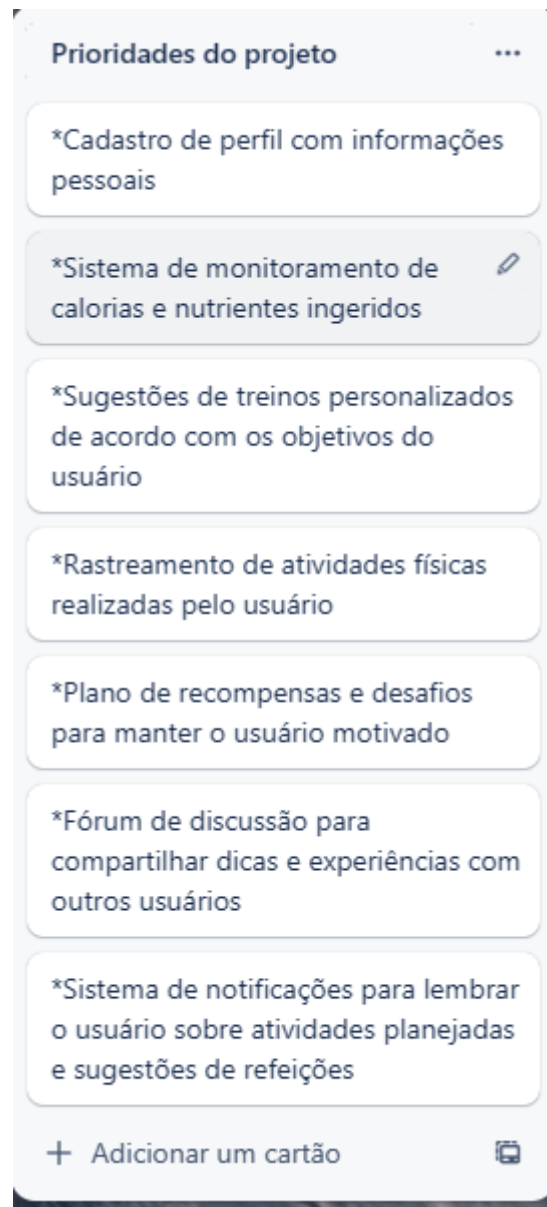 Prioridades do projeto
*Cadastro de perfil com informações
pessoais
*Sistema de monitoramento de
calorias e nutrientes ingeridos
*Sugestões de treinos personalizados
de acordo com os objetivos do
usuário
*Rastreamento de atividades físicas
realizadas pelo usuário
*Plano de recompensas e desafios
para manter o usuário motivado
*Fórum de discussão para
compartilhar dicas e experiências com
outros usuários
*Sistema de notificações para lembrar
o usuário sobre atividades planejadas
e sugestões de refeições
Adicionar um cartão